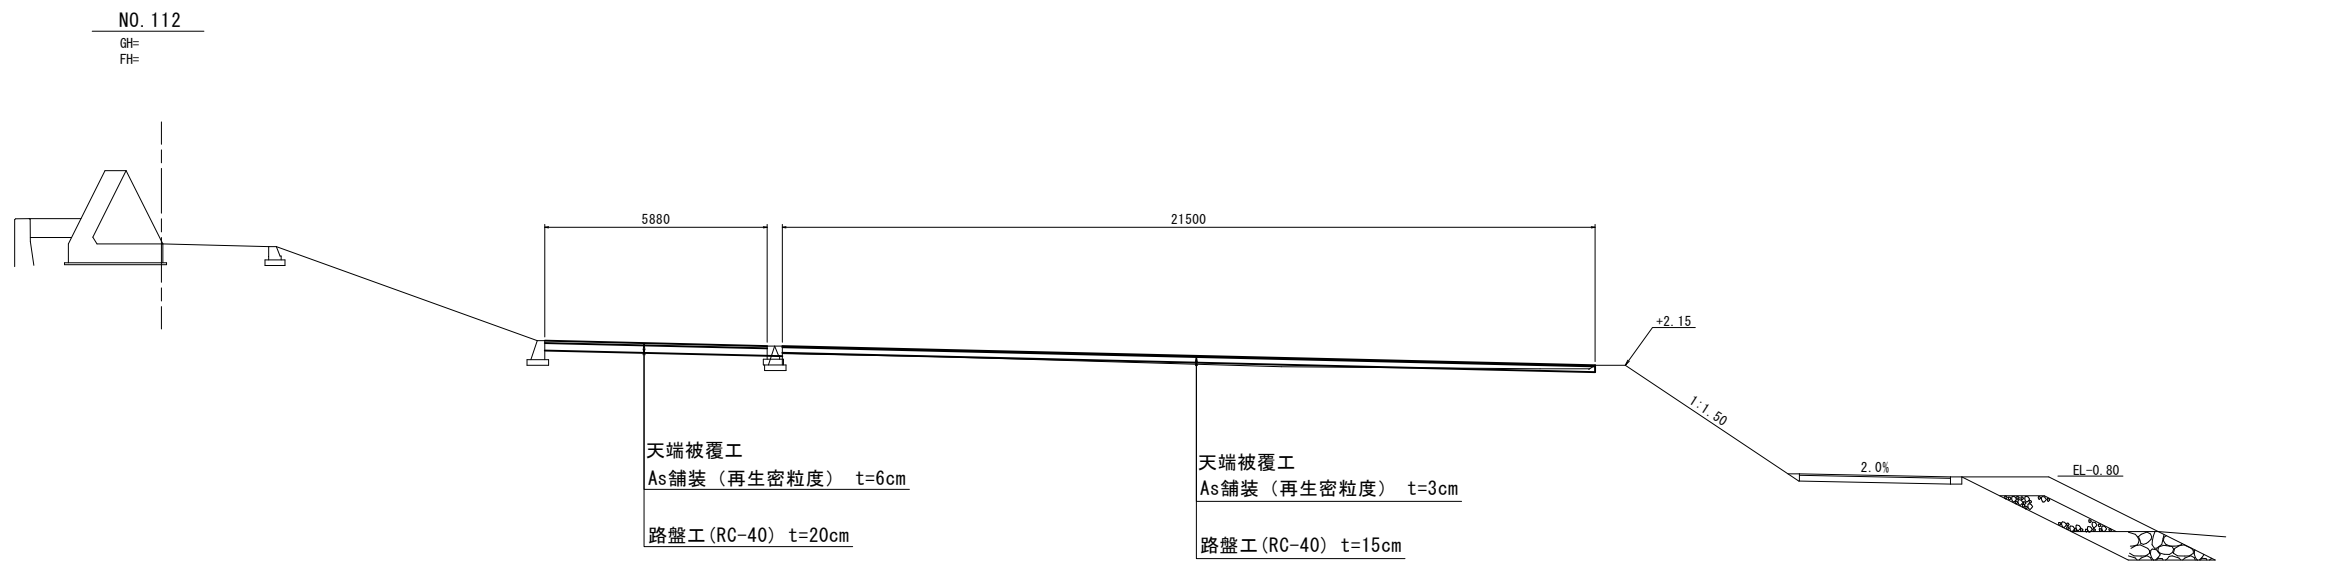 NO.112
GH=
FH=
5880
21500
+2.15
1:1.50
2.0%
EL-0.80
天端被覆工
As舗装（再生密粒度） t=6cm
路盤工(RC-40) t=20cm
天端被覆工
As舗装（再生密粒度） t=3cm
路盤工(RC-40) t=15cm